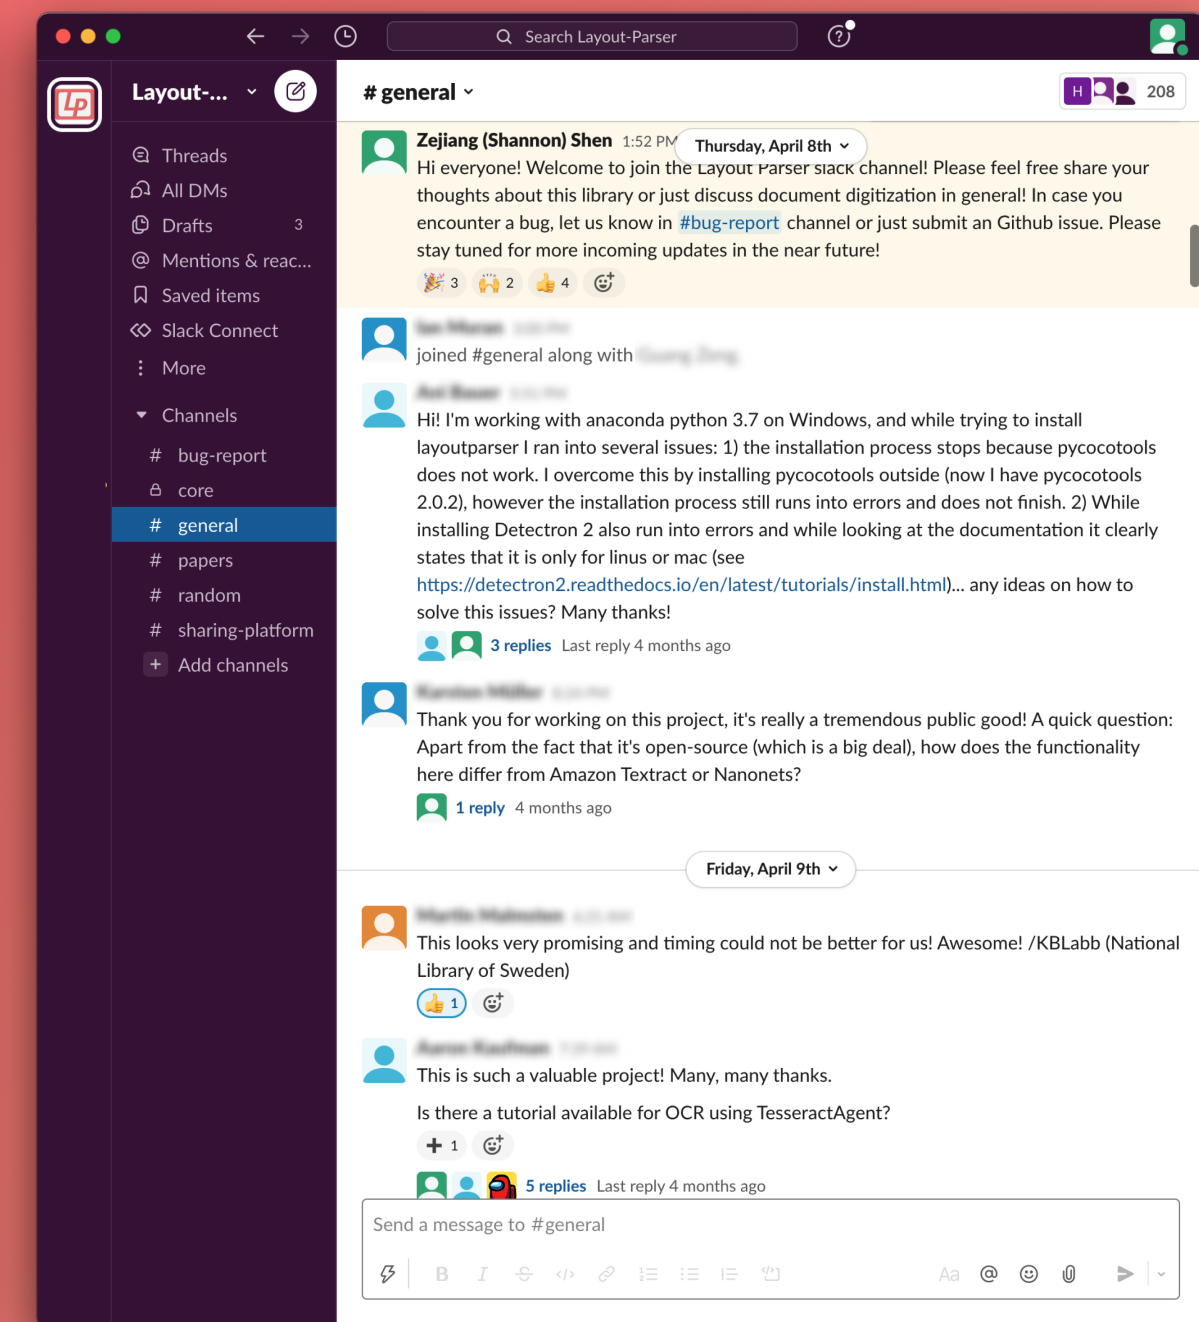 Search Layout-Parser
LP
Layout-...
# general
H
208
Threads
All DMs
Drafts 3
Mentions & reac...
Saved items
Slack Connect
More
Channels
# bug-report
core
# general
# papers
# random
# sharing-platform
+ Add channels
Thursday, April 8th
Zejiang (Shannon) Shen 1:52 PM
Hi everyone! Welcome to join the Layout Parser slack channel! Please feel free share your
thoughts about this library or just discuss document digitization in general! In case you
encounter a bug, let us know in #bug-report channel or just submit an Github issue. Please
stay tuned for more incoming updates in the near future!
3 2 4
joined #general along with
Hi! I'm working with anaconda python 3.7 on Windows, and while trying to install
layoutparser I ran into several issues: 1) the installation process stops because pycocotools
does not work. I overcome this by installing pycocotools outside (now I have pycocotools
2.0.2), however the installation process still runs into errors and does not finish. 2) While
installing Detectron 2 also run into errors and while looking at the documentation it clearly
states that it is only for linus or mac (see
https://detectron2.readthedocs.io/en/latest/tutorials/install.html)... any ideas on how to
solve this issues? Many thanks!
3 replies Last reply 4 months ago
Thank you for working on this project, it's really a tremendous public good! A quick question:
Apart from the fact that it's open-source (which is a big deal), how does the functionality
here differ from Amazon Textract or Nanonets?
1 reply 4 months ago
Friday, April 9th
This looks very promising and timing could not be better for us! Awesome! /KBLabb (National
Library of Sweden)
1
This is such a valuable project! Many, many thanks.
Is there a tutorial available for OCR using TesseractAgent?
1
5 replies Last reply 4 months ago
Send a message to #general
B I S </> Aa @